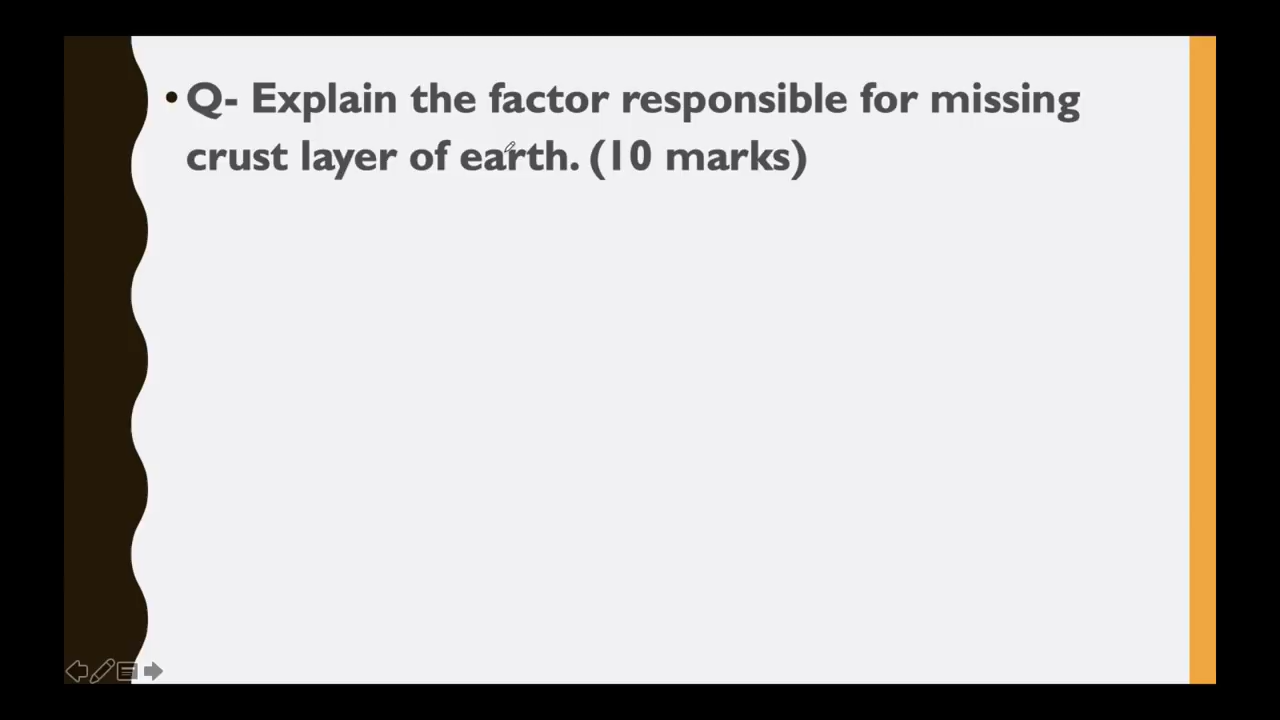 • Q- Explain the factor responsible for missing
crust layer of earth. (10 marks)